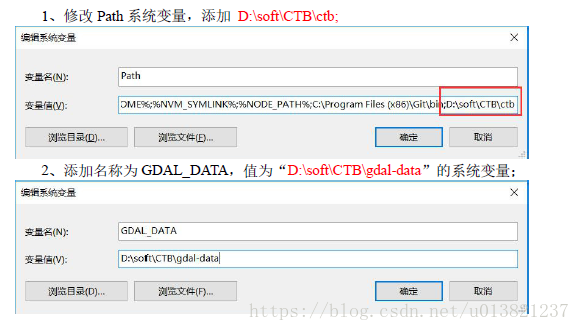 1、修改 Path 系统变量，添加 D:\soft\CTB\ctb;
编辑系统变量
变量名(N):
Path
变量值(V):
OME%;%NVM_SYMLINK%;%NODE_PATH%;C:\Program Files (x86)\Git\bin;D:\soft\CTB\ctb
浏览目录(D)...
浏览文件(F)...
确定
取消
2、添加名称为 GDAL_DATA，值为“D:\soft\CTB\gdal-data”的系统变量；
编辑系统变量
变量名(N):
GDAL_DATA
变量值(V):
D:\soft\CTB\gdal-data
浏览目录(D)...
浏览文件(F)...
确定
取消
https://blog.csdn.net/u013821237